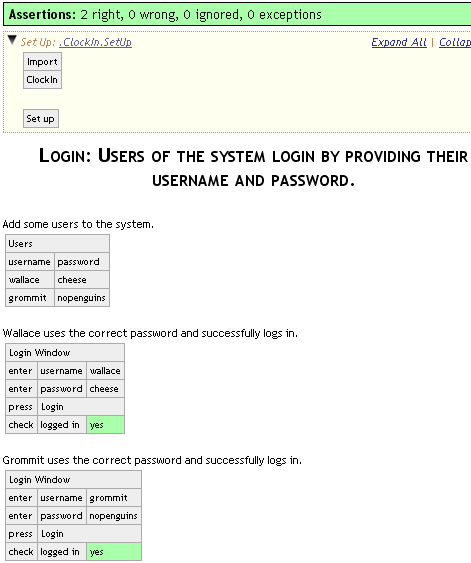 Assertions: 2 right, 0 wrong, 0 ignored, 0 exceptions
Set Up: .ClockIn.SetUp Expand All | Collap
Import
ClockIn
Set up
LOGIN: USERS OF THE SYSTEM LOGIN BY PROVIDING THEIR
USERNAME AND PASSWORD.
Add some users to the system.
Users
username password
wallace cheese
grommit nopenguins
Wallace uses the correct password and successfully logs in.
Login Window
enter username wallace
enter password cheese
press Login
check logged in yes
Grommit uses the correct password and successfully logs in.
Login Window
enter username grommit
enter password nopenguins
press Login
check logged in yes